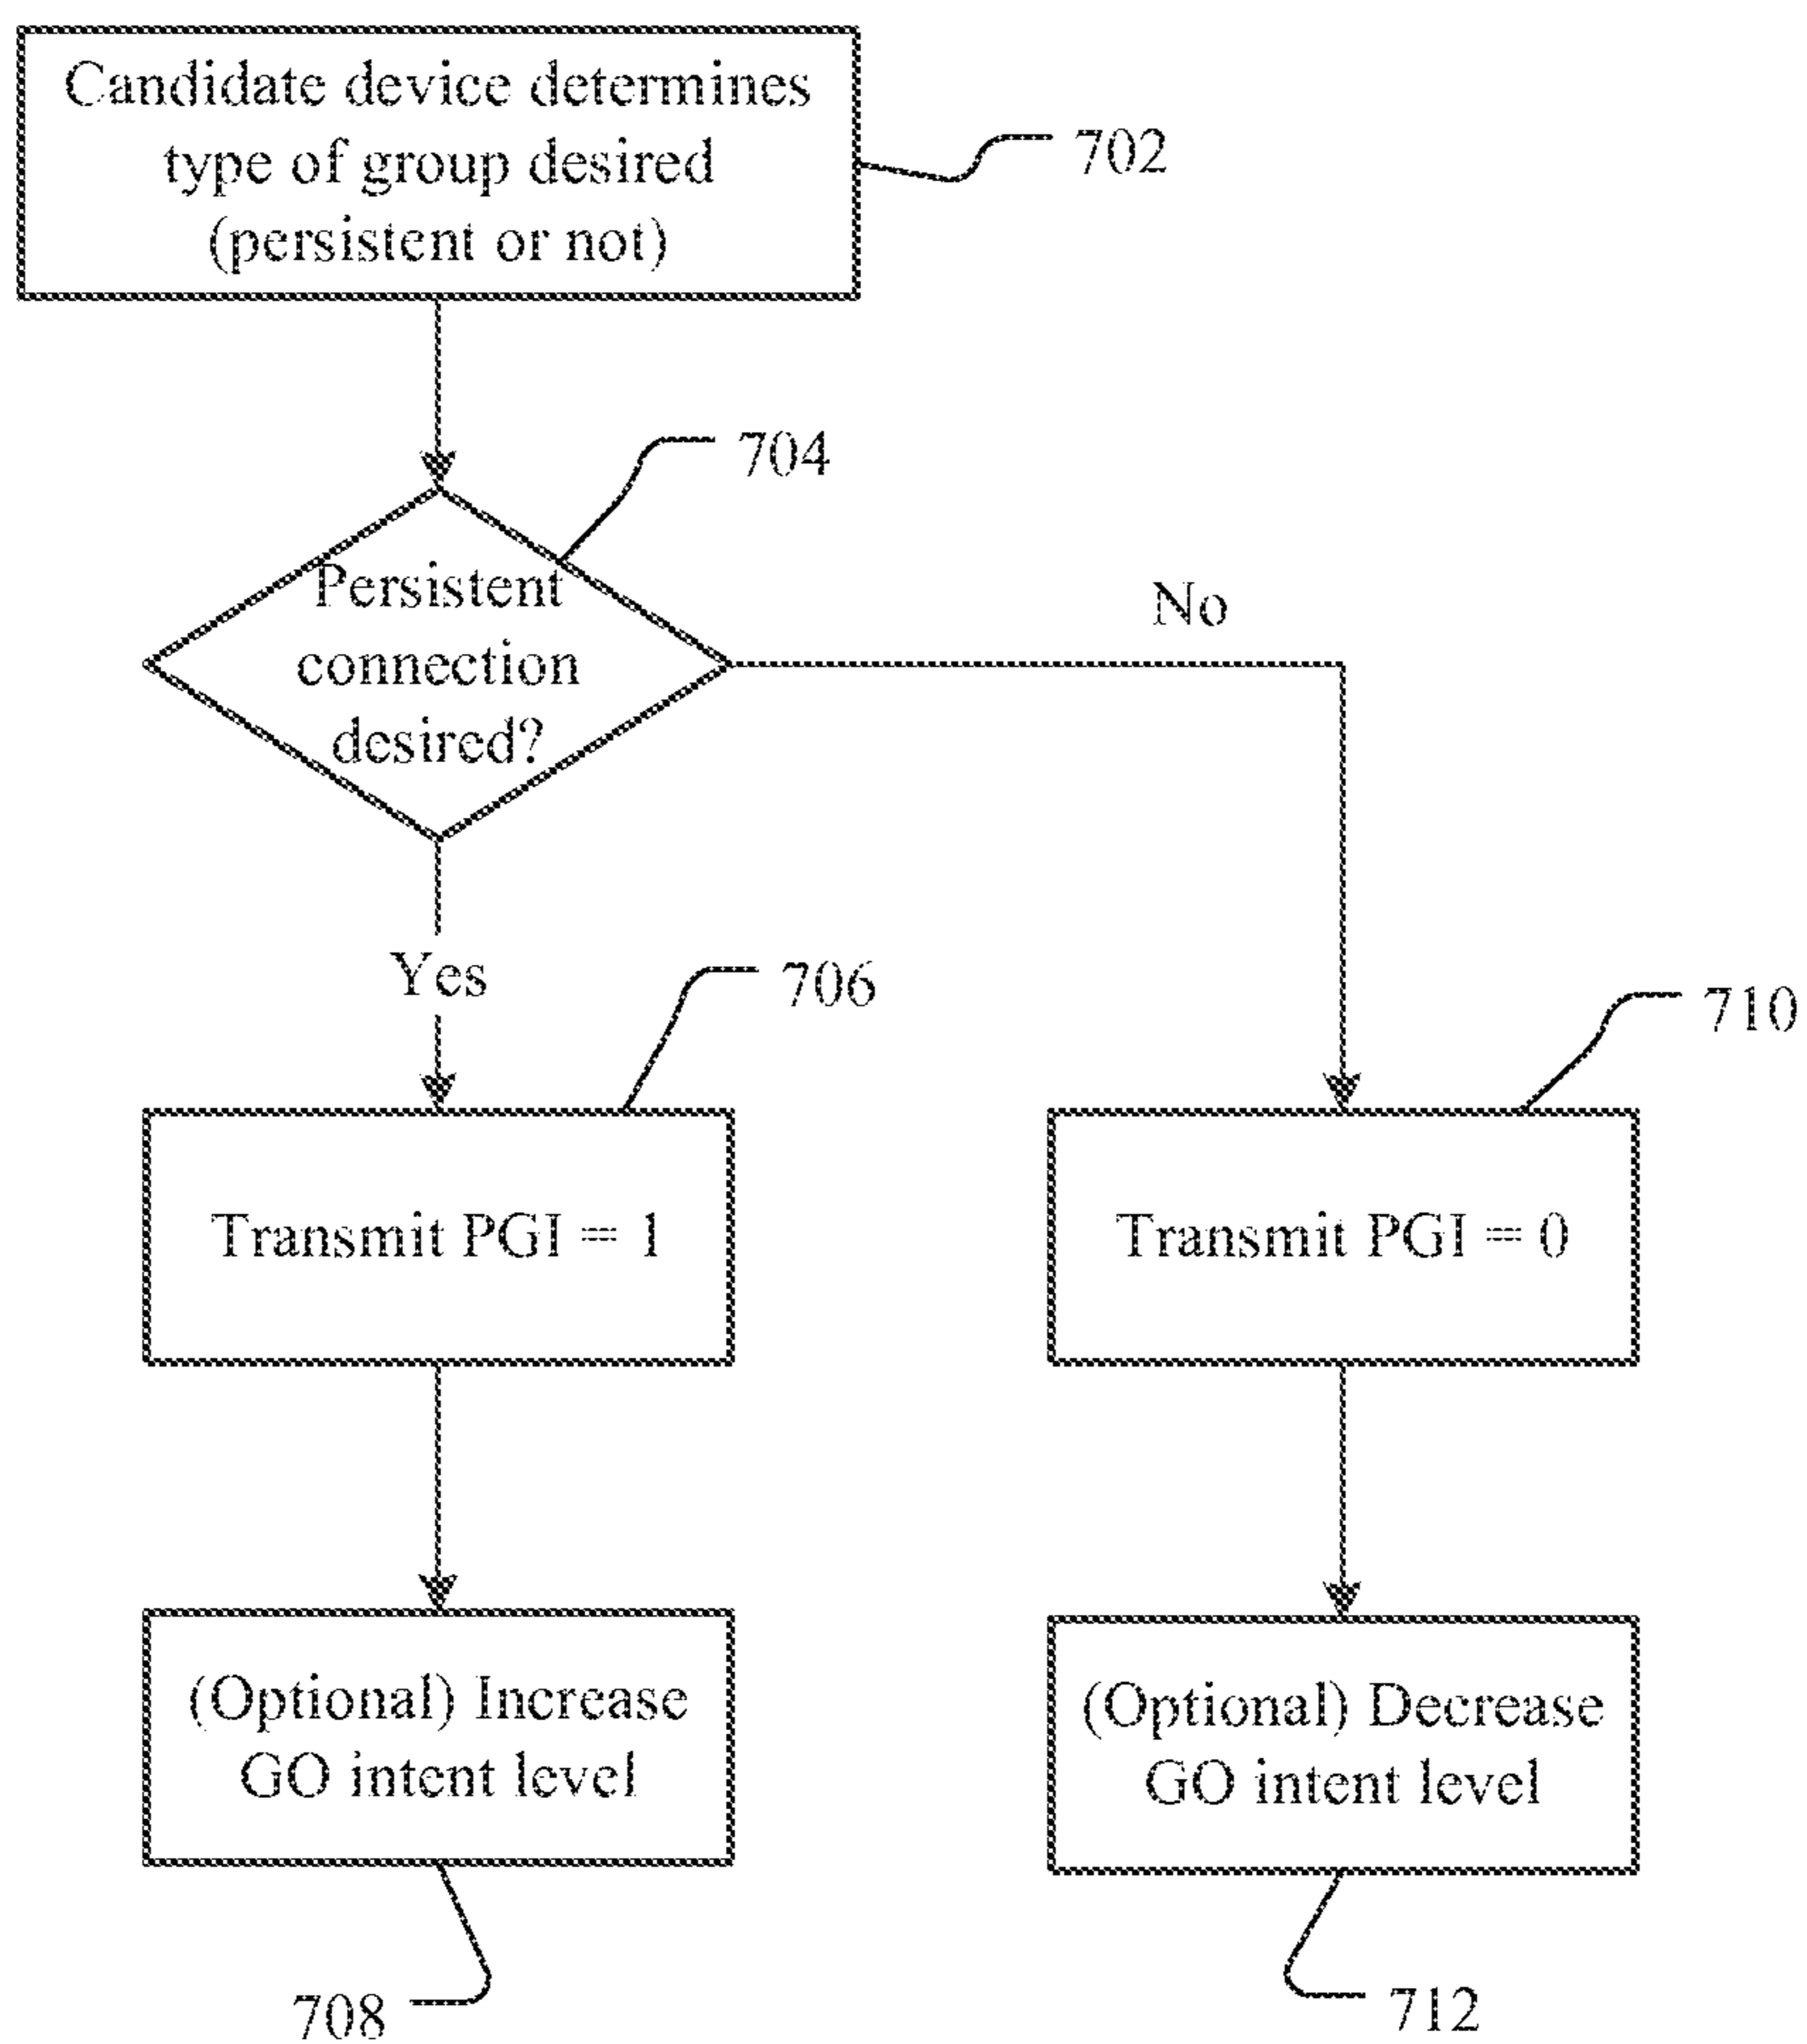 Candidate device determines
type of group desired
(persistent or not)
702
704
Persistent
connection
desired?
No
Yes
706
710
Transmit PGI = 1
Transmit PGI = 0
(Optional) Increase
GO intent level
(Optional) Decrease
GO intent level
708
712